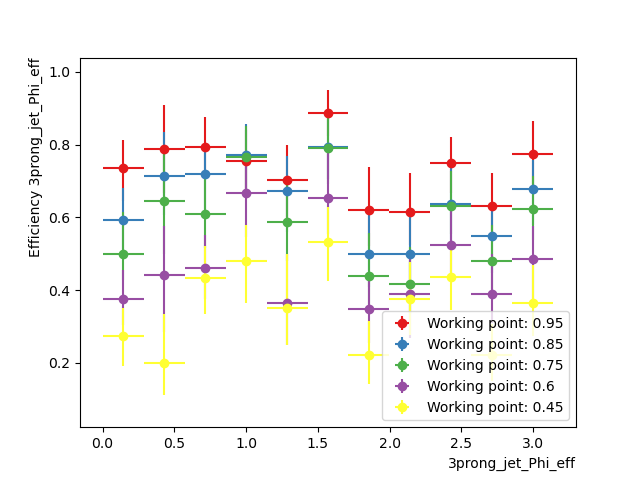 Efficiency 3prong_jet_Phi_eff
1.0
0.8
0.6
0.4
0.2
0.0
0.5
1.0
1.5
2.0
2.5
3.0
3prong_jet_Phi_eff
Working point: 0.95
Working point: 0.85
Working point: 0.75
Working point: 0.6
Working point: 0.45